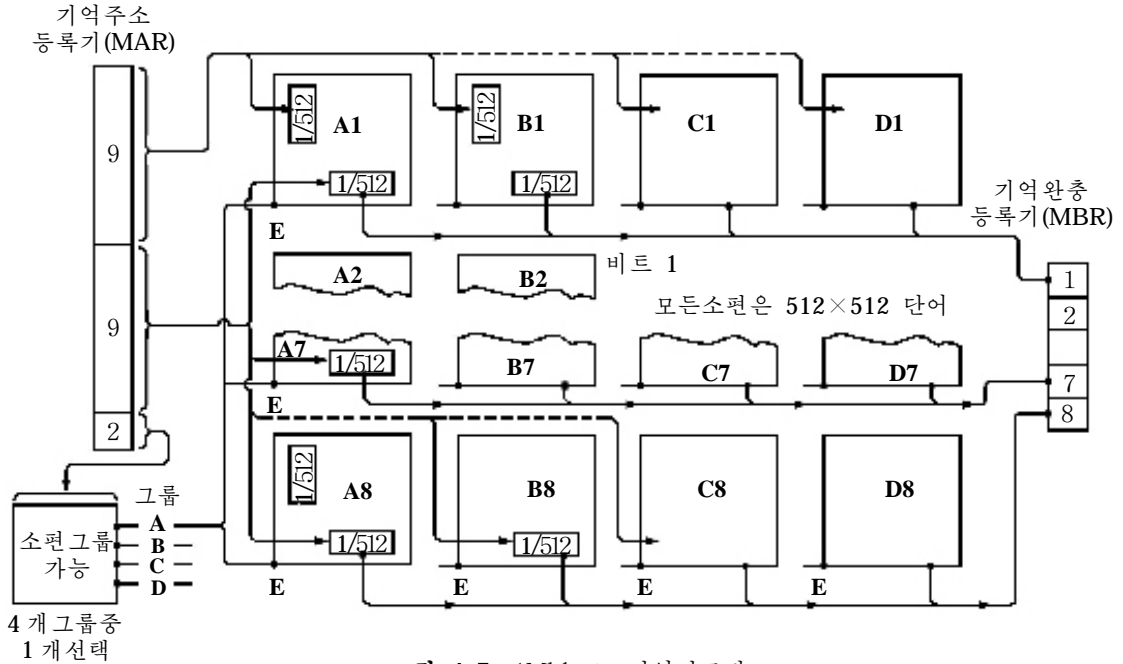 기억주소
등록기(MAR)
9
9
2
1/512
A1
1/512
E
1/512
B1
1/512
C1
D1
기억완충
등록기(MBR)
1
2
7
8
A2
B2
비트 1
모든소편은 512×512 단어
A7
1/512
E
B7
C7
D7
1/512
A8
1/512
E
B8
1/512
E
C8
E
D8
E
그룹
A
B
C
D
소편그룹
가능
4개그룹중
1개선택